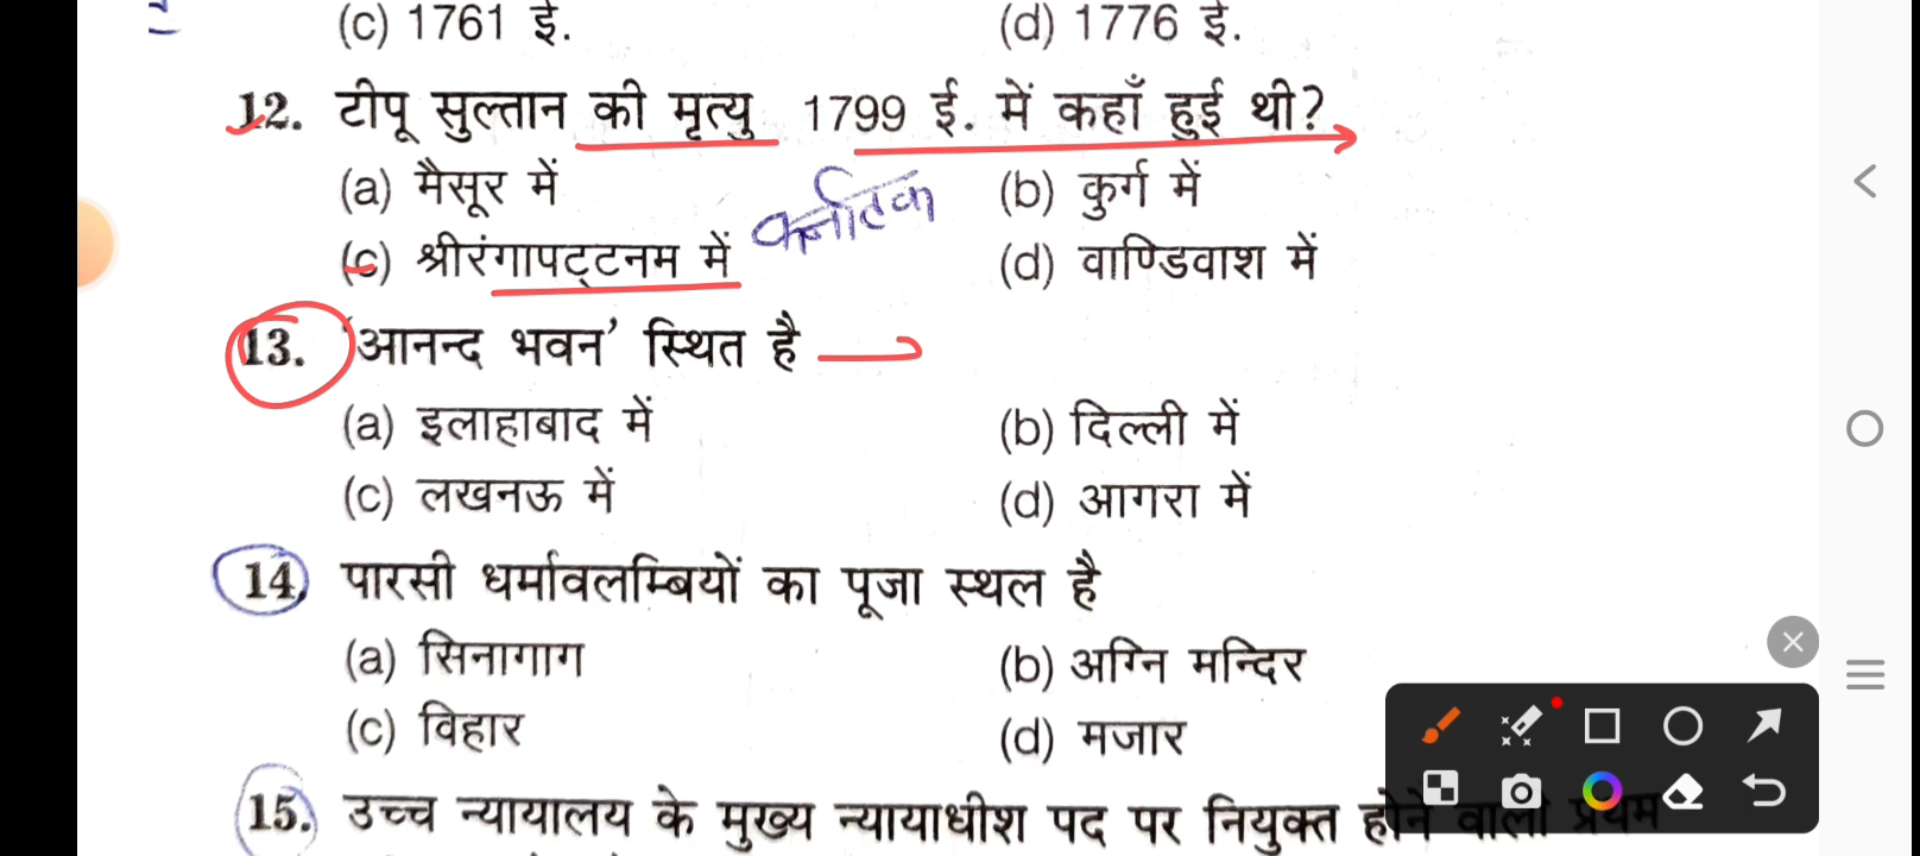 (c) 1761 ई. (d) 1776 ई.
12. टीपू सुल्तान की मृत्यु 1799 ई. में कहाँ हुई थी?
(a) मैसूर में (b) कुर्ग में
कर्नाटक
(c) श्रीरंगापट्टनम में (d) वाण्डिवाश में
13. 'आनन्द भवन' स्थित है
(a) इलाहाबाद में (b) दिल्ली में
(c) लखनऊ में (d) आगरा में
14. पारसी धर्मावलम्बियों का पूजा स्थल है
(a) सिनागाग (b) अग्नि मन्दिर
(c) विहार (d) मजार
15. उच्च न्यायालय के मुख्य न्यायाधीश पद पर नियुक्त होने वाली प्रथम